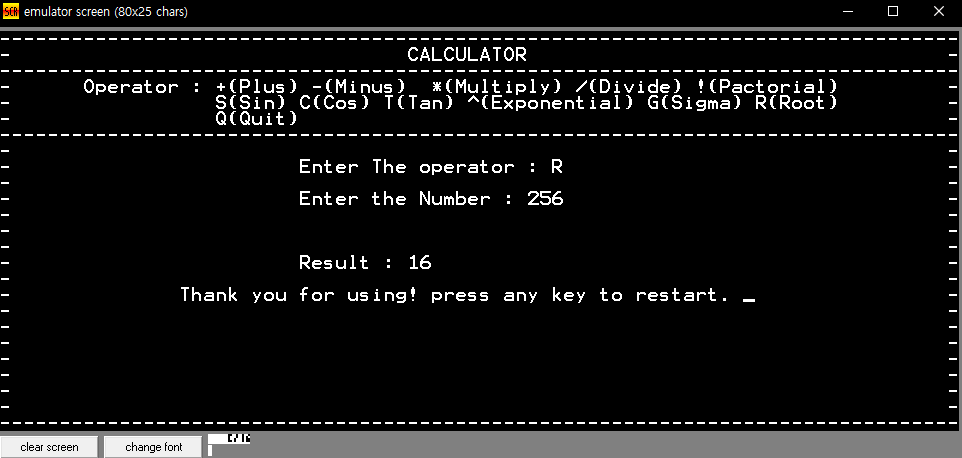 SCR emulator screen (80x25 chars)
CALCULATOR
Operator : +(Plus) -(Minus) *(Multiply) /(Divide) !(Pactorial)
S(Sin) C(Cos) T(Tan) ^(Exponential) G(Sigma) R(Root)
Q(Quit)
Enter The operator : R
Enter the Number : 256
Result : 16
Thank you for using! press any key to restart. _
clear screen change font